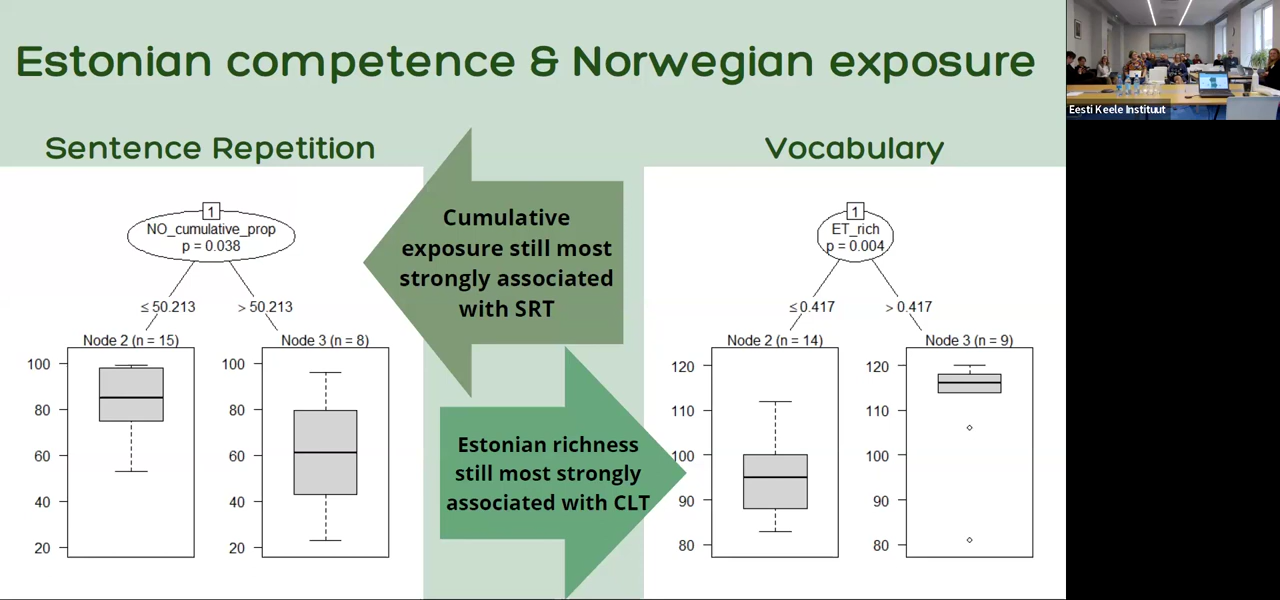 Estonian competence & Norwegian exposure
Eesti Keele Instituut
Sentence Repetition
Vocabulary
1
NO_cumulative_prop
p = 0.038
≤ 50.213
> 50.213
Node 2 (n = 15)
Node 3 (n = 8)
100
80
60
40
20
100
80
60
40
20
Cumulative
exposure still most
strongly associated
with SRT
Estonian richness
still most strongly
associated with CLT
1
ET_rich
p = 0.004
≤ 0.417
> 0.417
Node 2 (n = 14)
Node 3 (n = 9)
120
110
100
90
80
120
110
100
90
80